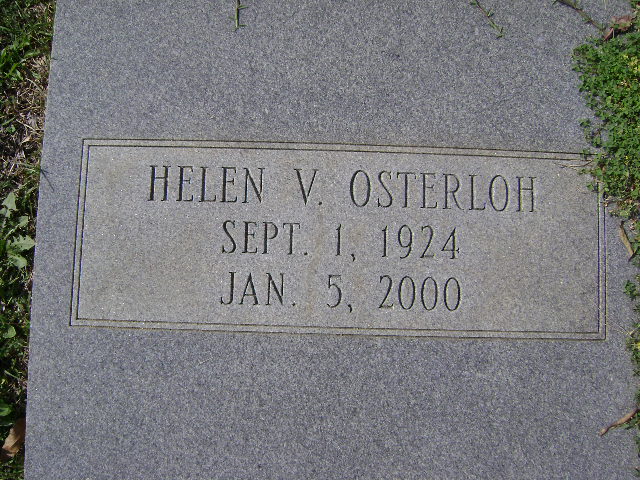 HELEN V. OSTERLOH
SEPT. 1, 1924
JAN. 5, 2000